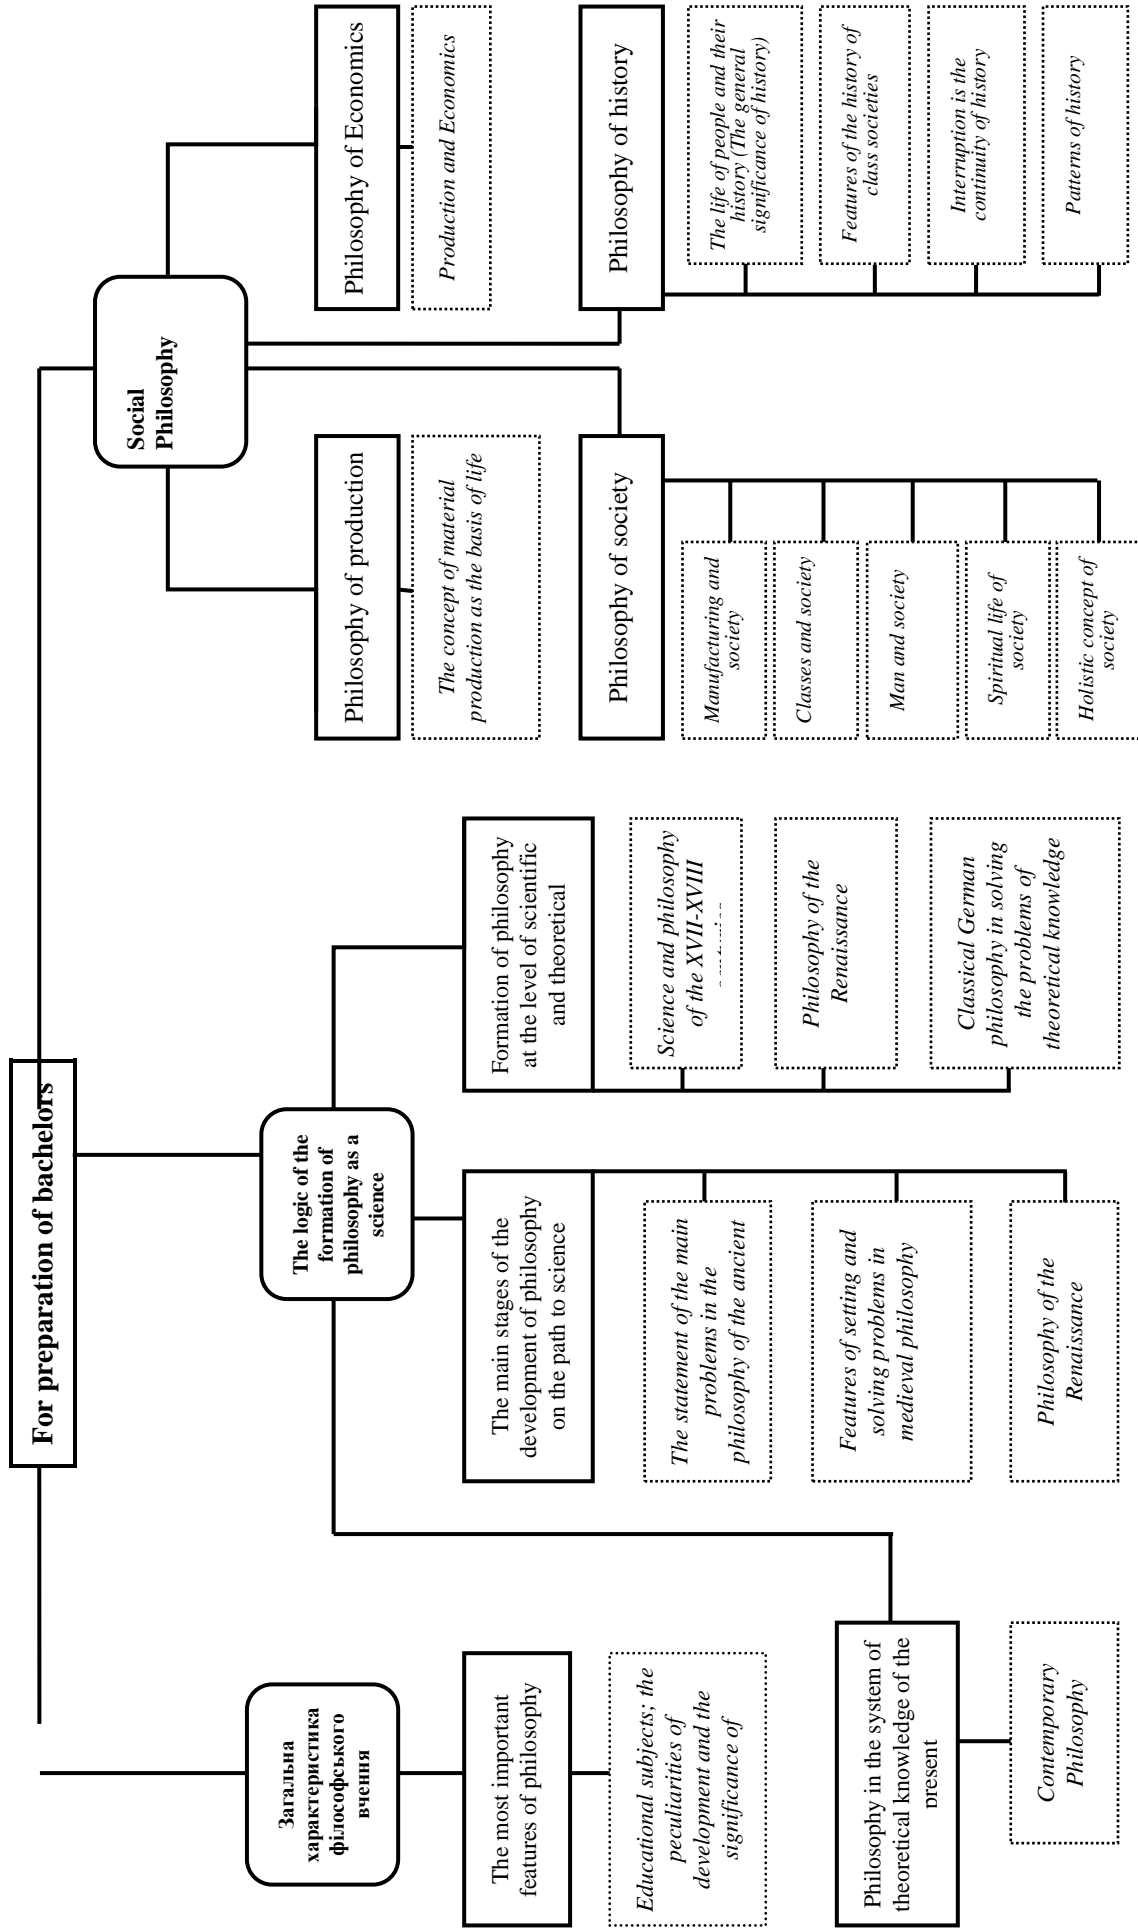 For preparation of bachelors
Загальна
характеристика
філософського
вчення
The most important
features of philosophy
Educational subjects; the
peculiarities of
development and the
significance of
The logic of the
formation of
philosophy as a
science
Philosophy in the system of
theoretical knowledge of the
present
Contemporary
Philosophy
The main stages of the
development of philosophy
on the path to science
The statement of the main
problems in the
philosophy of the ancient
Features of setting and
solving problems in
medieval philosophy
Philosophy of the
Renaissance
Formation of philosophy
at the level of scientific
and theoretical
Science and philosophy
of the XVII-XVIII
Philosophy of the
Renaissance
Classical German
philosophy in solving
the problems of
theoretical knowledge
Social
Philosophy
Philosophy of production
The concept of material
production as the basis of life
Philosophy of Economics
Production and Economics
Philosophy of society
Manufacturing and
society
Classes and society
Man and society
Spiritual life of
society
Holistic concept of
society
Philosophy of history
The life of people and their
history (The general
significance of history)
Features of the history of
class societies
Interruption is the
continuity of history
Patterns of history